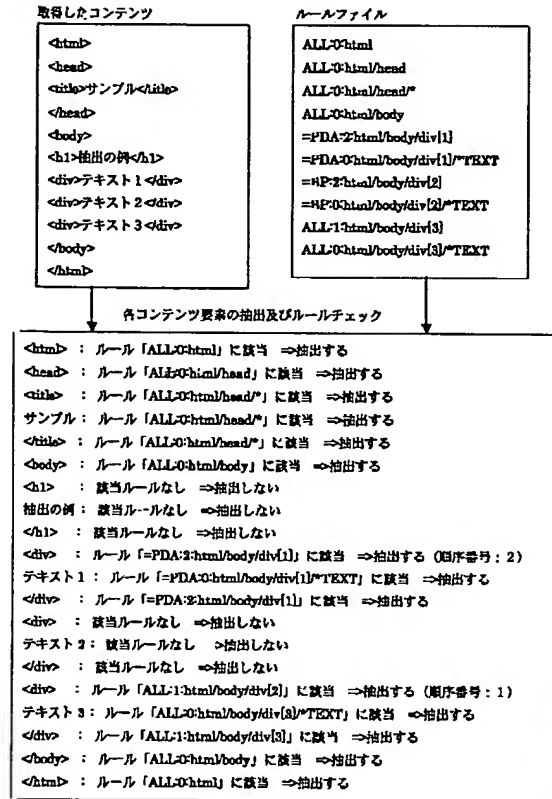 取得したコンテンツ
<html>
<head>
<title>サンプル</title>
</head>
<body>
<h1>抽出の例</h1>
<div>テキスト1</div>
<div>テキスト2</div>
<div>テキスト3</div>
</body>
</html>
ルールファイル
ALL:0:html
ALL:0:html/head
ALL:0:html/head/*
ALL:0:html/body
=PDA:2:html/body/div[1]
=PDA:0:html/body/div[1]/*TEXT
=HP:2:html/body/div[2]
=HP:0:html/body/div[2]/*TEXT
ALL:1:html/body/div[3]
ALL:0:html/body/div[3]/*TEXT
各コンテンツ要素の抽出及びルールチェック
<html> : ルール「ALL:0:html」に該当 ⇒抽出する
<head> : ルール「ALL:0:html/head」に該当 ⇒抽出する
<title> : ルール「ALL:0:html/head/*」に該当 ⇒抽出する
サンプル : ルール「ALL:0:html/head/*」に該当 ⇒抽出する
</title> : ルール「ALL:0:html/head/*」に該当 ⇒抽出する
<body> : ルール「ALL:0:html/body」に該当 ⇒抽出する
<h1> : 該当ルールなし ⇒抽出しない
抽出の例 : 該当ルールなし ⇒抽出しない
</h1> : 該当ルールなし ⇒抽出しない
<div> : ルール「=PDA:2:html/body/div[1]」に該当 ⇒抽出する (順序番号:2)
テキスト1 : ルール「=PDA:0:html/body/div[1]/*TEXT」に該当 ⇒抽出する
</div> : ルール「=PDA:2:html/body/div[1]」に該当 ⇒抽出する
<div> : 該当ルールなし ⇒抽出しない
テキスト2 : 該当ルールなし ⇒抽出しない
</div> : 該当ルールなし ⇒抽出しない
<div> : ルール「ALL:1:html/body/div[2]」に該当 ⇒抽出する (順序番号:1)
テキスト3 : ルール「ALL:0:html/body/div[3]/*TEXT」に該当 ⇒抽出する
</div> : ルール「ALL:1:html/body/div[3]」に該当 ⇒抽出する
</body> : ルール「ALL:0:html/body」に該当 ⇒抽出する
</html> : ルール「ALL:0:html」に該当 ⇒抽出する